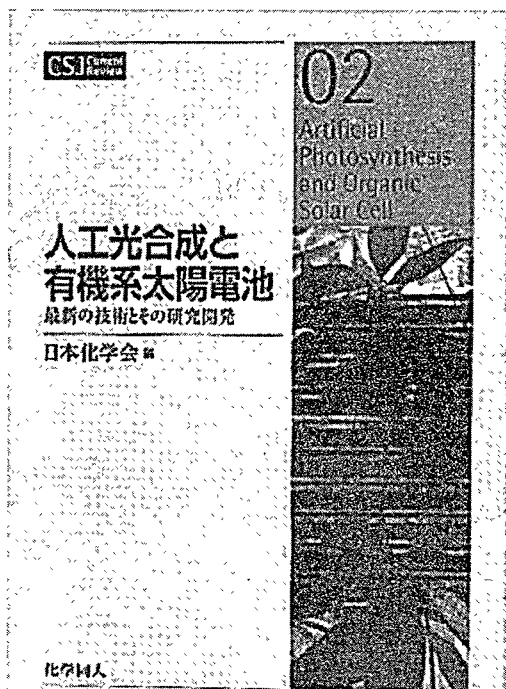 CSJ Current
Review
02
Artificial
Photosynthesis
and Organic
Solar Cell
人工光合成と
有機系太陽電池
最新の技術とその研究開発
日本化学会 編
化学同人